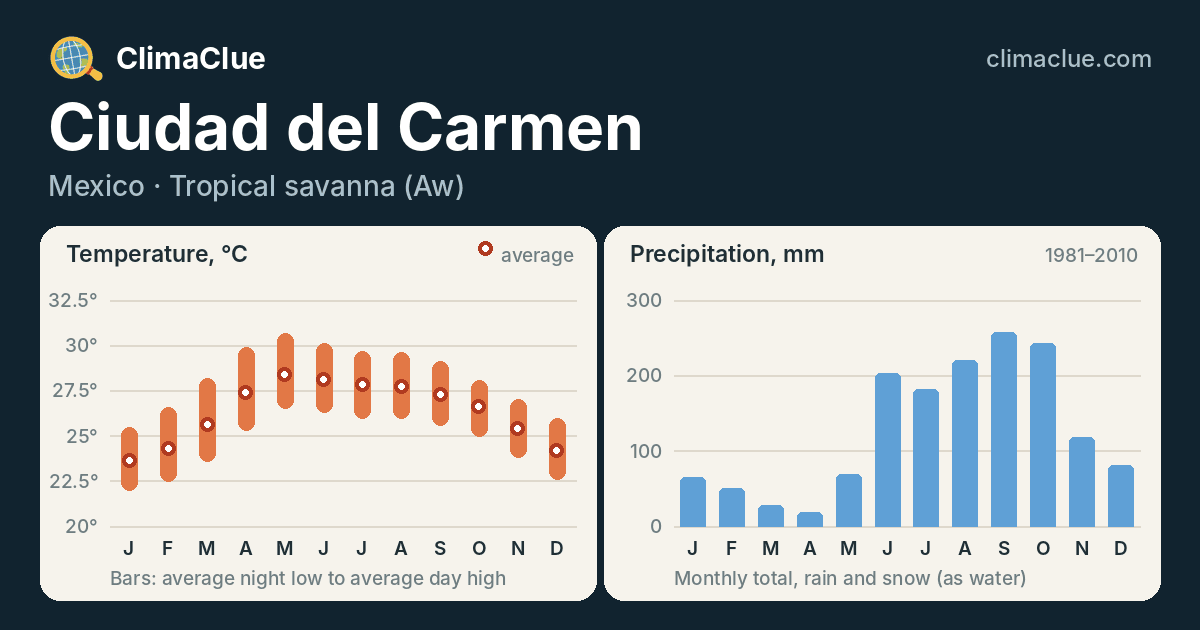 ClimaClue
climaclue.com
Ciudad del Carmen
Mexico · Tropical savanna (Aw)
Temperature, °C
average
32.5°
30°
27.5°
25°
22.5°
20°
J F M A M J J A S O N D
Bars: average night low to average day high
Precipitation, mm
1981–2010
300
200
100
0
J F M A M J J A S O N D
Monthly total, rain and snow (as water)